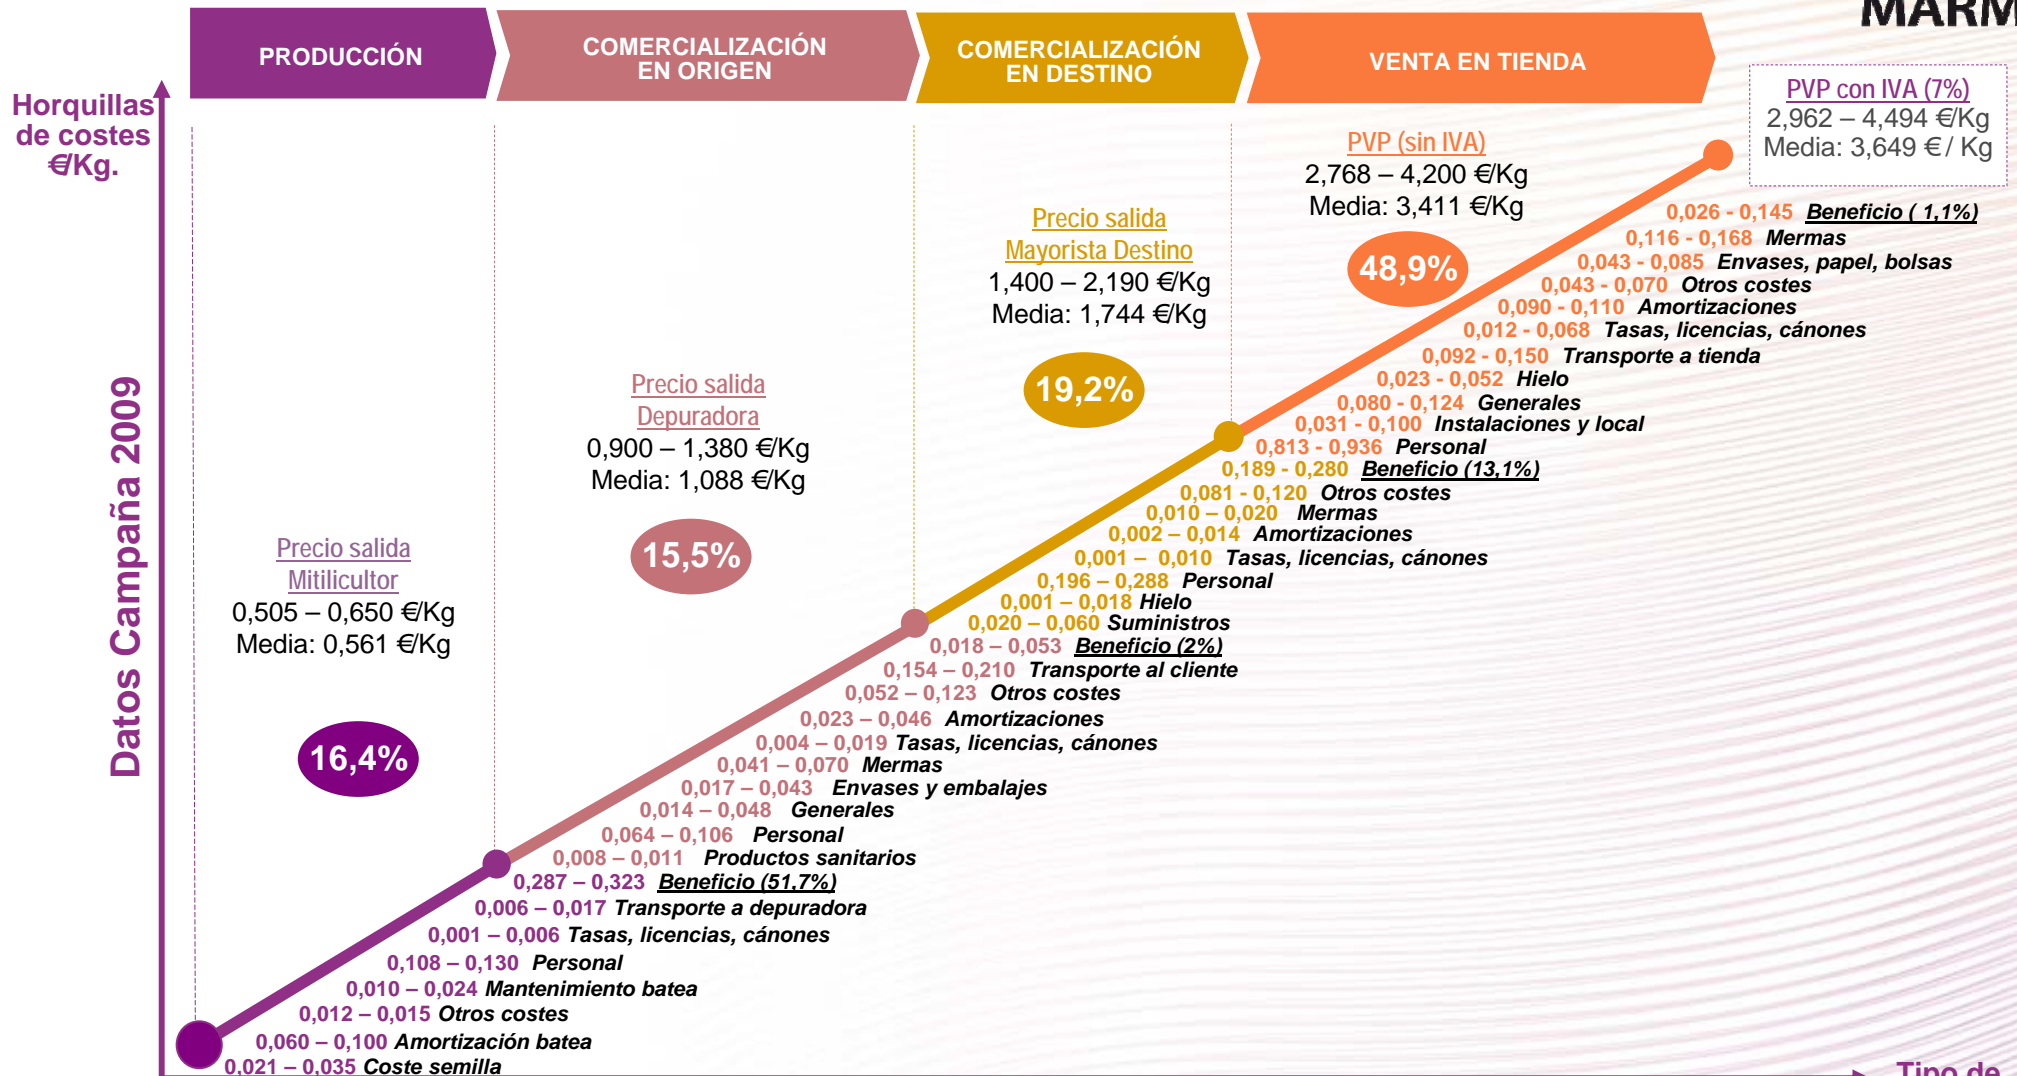 MARM
PRODUCCIÓN
COMERCIALIZACIÓN
EN ORIGEN
COMERCIALIZACIÓN
EN DESTINO
VENTA EN TIENDA
Horquillas
de costes
€/Kg.
Datos Campaña 2009
PVP con IVA (7%)
2,962 – 4,494 €/Kg
Media: 3,649 € / Kg
PVP (sin IVA)
2,768 – 4,200 €/Kg
Media: 3,411 €/Kg
48,9%
Precio salida
Mayorista Destino
1,400 – 2,190 €/Kg
Media: 1,744 €/Kg
19,2%
Precio salida
Depuradora
0,900 – 1,380 €/Kg
Media: 1,088 €/Kg
15,5%
Precio salida
Mitilicultor
0,505 – 0,650 €/Kg
Media: 0,561 €/Kg
16,4%
0,026 - 0,145 Beneficio ( 1,1%)
0,116 - 0,168 Mermas
0,043 - 0,085 Envases, papel, bolsas
0,043 - 0,070 Otros costes
0,090 - 0,110 Amortizaciones
0,012 - 0,068 Tasas, licencias, cánones
0,092 - 0,150 Transporte a tienda
0,023 - 0,052 Hielo
0,080 - 0,124 Generales
0,031 - 0,100 Instalaciones y local
0,813 - 0,936 Personal
0,189 - 0,280 Beneficio (13,1%)
0,081 - 0,120 Otros costes
0,010 – 0,020 Mermas
0,002 – 0,014 Amortizaciones
0,001 – 0,010 Tasas, licencias, cánones
0,196 – 0,288 Personal
0,001 – 0,018 Hielo
0,020 – 0,060 Suministros
0,018 – 0,053 Beneficio (2%)
0,154 – 0,210 Transporte al cliente
0,052 – 0,123 Otros costes
0,023 – 0,046 Amortizaciones
0,004 – 0,019 Tasas, licencias, cánones
0,041 – 0,070 Mermas
0,017 – 0,043 Envases y embalajes
0,014 – 0,048 Generales
0,064 – 0,106 Personal
0,008 – 0,011 Productos sanitarios
0,287 – 0,323 Beneficio (51,7%)
0,006 – 0,017 Transporte a depuradora
0,001 – 0,006 Tasas, licencias, cánones
0,108 – 0,130 Personal
0,010 – 0,024 Mantenimiento batea
0,012 – 0,015 Otros costes
0,060 – 0,100 Amortización batea
0,021 – 0,035 Coste semilla
Tipo de